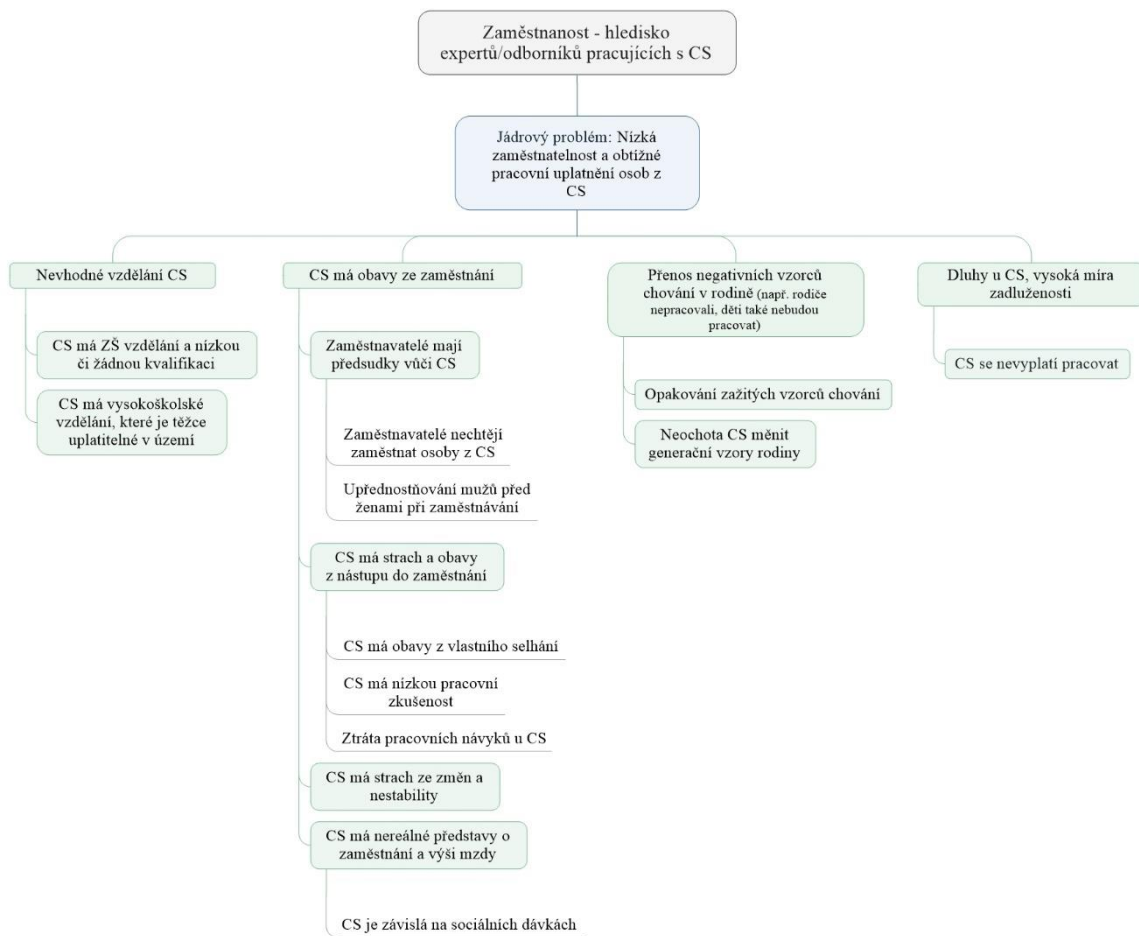 Zaměstnanost - hledisko
expertů/odborníků pracujících s CS
Jádrový problém: Nízká
zaměstnatelnost a obtížné
pracovní uplatnění osob z
CS
Nevhodné vzdělání CS
CS má ZŠ vzdělání a nízkou
či žádnou kvalifikaci
CS má vysokoškolské
vzdělání, které je těžce
uplatitelné v území
CS má obavy ze zaměstnání
Zaměstnavatelé mají
předsudky vůči CS
Zaměstnavatelé nechtějí
zaměstnat osoby z CS
Upřednostňování mužů před
ženami při zaměstnávání
CS má strach a obavy
z nástupu do zaměstnání
CS má obavy z vlastního selhání
CS má nízkou pracovní
zkušenost
Ztráta pracovních návyků u CS
CS má strach ze změn a
nestability
CS má nereálné představy o
zaměstnání a výši mzdy
CS je závislá na sociálních dávkách
Přenos negativních vzorců
chování v rodině (např. rodiče
nepracovali, děti také nebudou
pracovat)
Opakování zažitých vzorců chování
Neochota CS měnit
generační vzory rodiny
Dluhy u CS, vysoká míra
zadluženosti
CS se nevyplatí pracovat